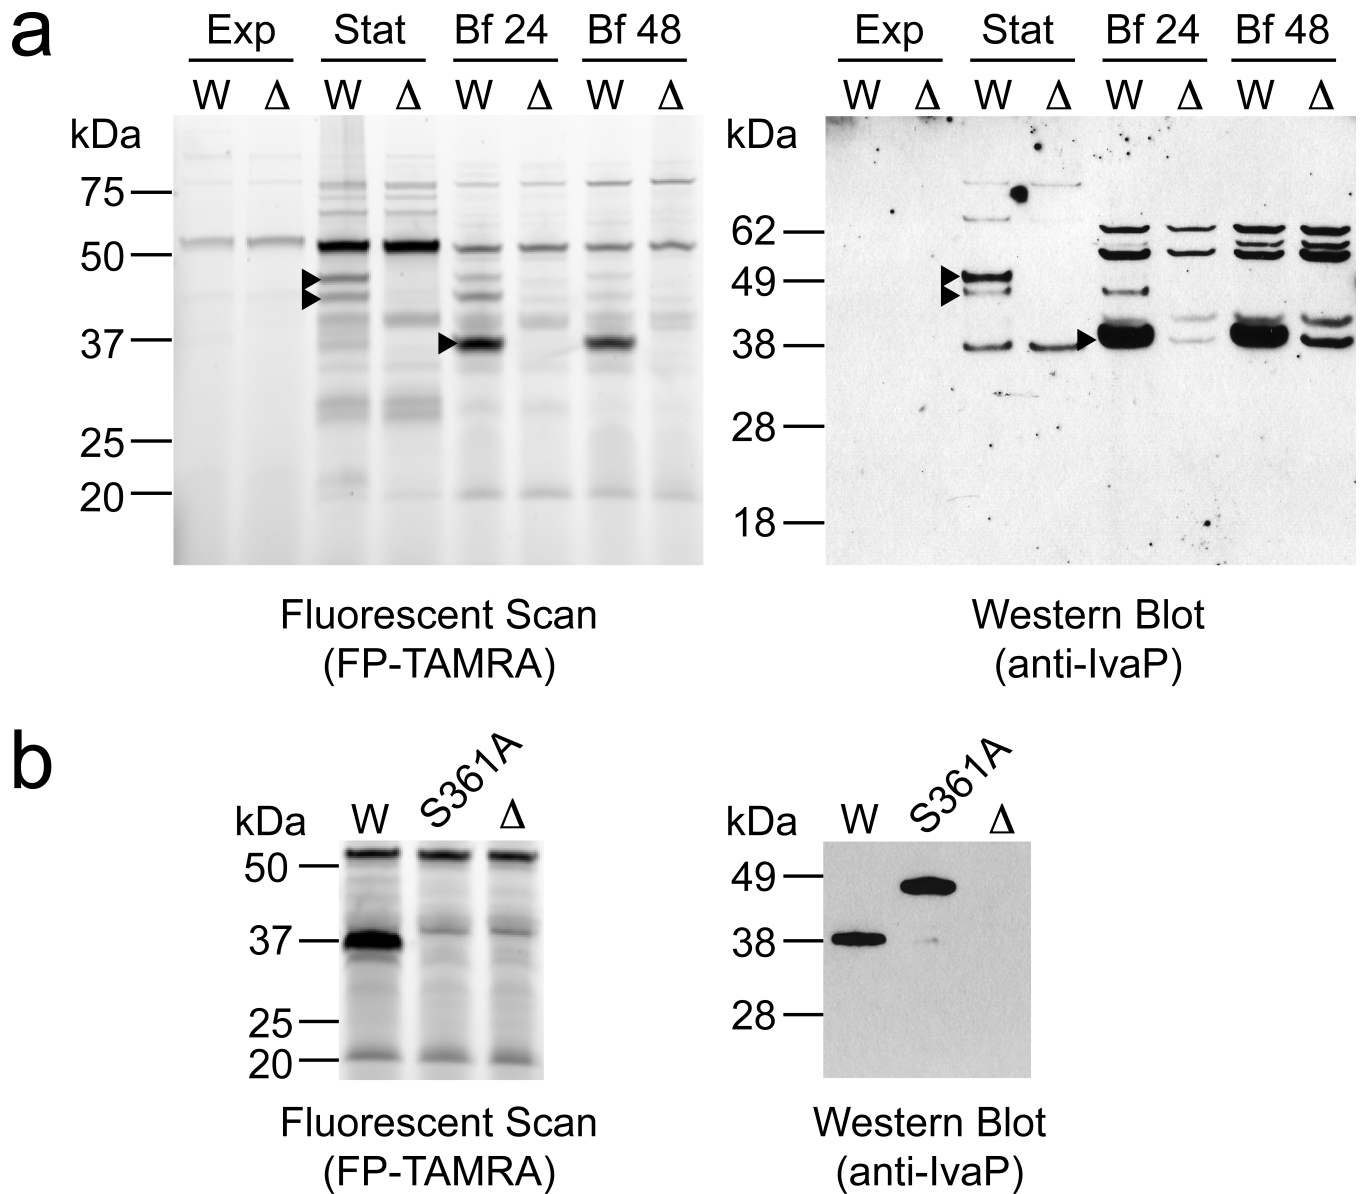 a
Exp Stat Bf 24 Bf 48
W Δ W Δ W Δ W Δ
kDa
75
50
37
25
20
Fluorescent Scan
(FP-TAMRA)
Exp Stat Bf 24 Bf 48
W Δ W Δ W Δ W Δ
kDa
62
49
38
28
18
Western Blot
(anti-IvaP)
b
kDa W S361A Δ
50
37
25
20
Fluorescent Scan
(FP-TAMRA)
kDa W S361A Δ
49
38
28
Western Blot
(anti-IvaP)